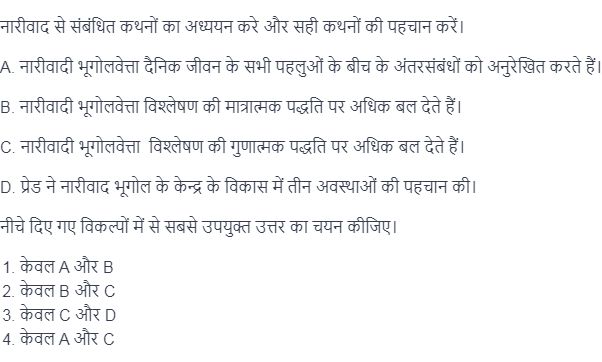 नारीवाद से संबंधित कथनों का अध्ययन करे और सही कथनों की पहचान करें।
A. नारीवादी भूगोलवेत्ता दैनिक जीवन के सभी पहलुओं के बीच के अंतरसंबंधों को अनुरेखित करते हैं।
B. नारीवादी भूगोलवेत्ता विश्लेषण की मात्रात्मक पद्धति पर अधिक बल देते हैं।
C. नारीवादी भूगोलवेत्ता विश्लेषण की गुणात्मक पद्धति पर अधिक बल देते हैं।
D. प्रेड ने नारीवाद भूगोल के केन्द्र के विकास में तीन अवस्थाओं की पहचान की।
नीचे दिए गए विकल्पों में से सबसे उपयुक्त उत्तर का चयन कीजिए।
1. केवल A और B
2. केवल B और C
3. केवल C और D
4. केवल A और C